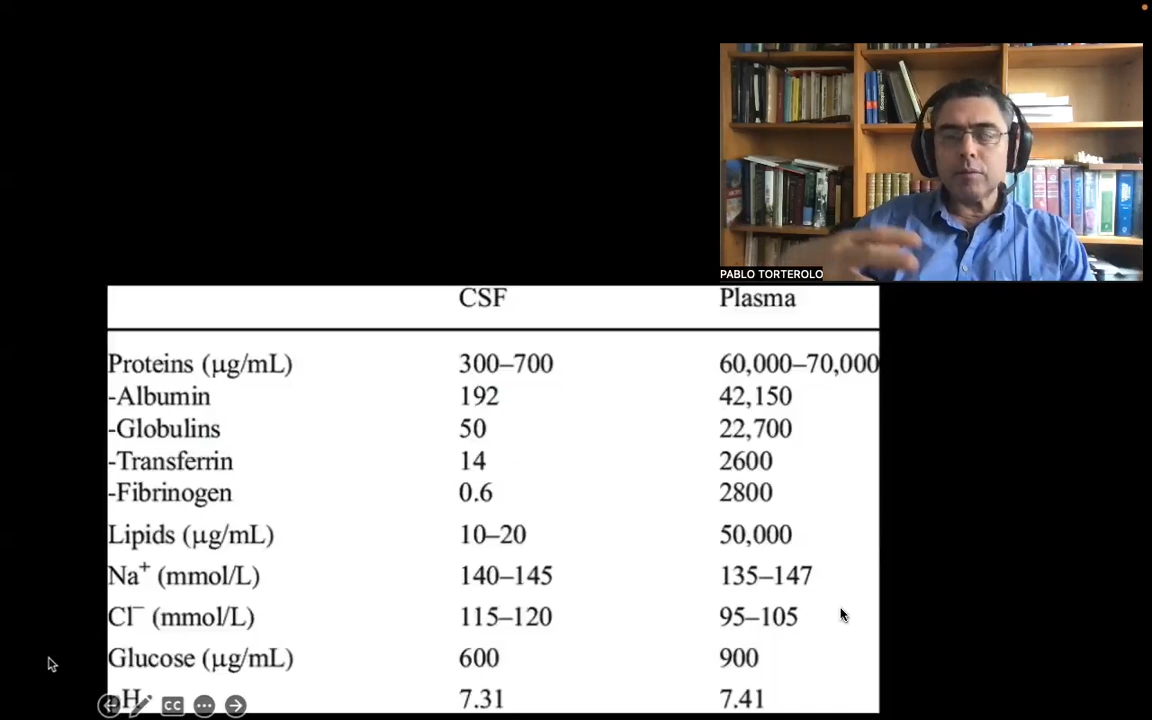 PABLO TORTEROLO
CSF Plasma
Proteins (µg/mL) 300–700 60,000–70,000
-Albumin 192 42,150
-Globulins 50 22,700
-Transferrin 14 2600
-Fibrinogen 0.6 2800
Lipids (µg/mL) 10–20 50,000
Na⁺ (mmol/L) 140–145 135–147
Cl⁻ (mmol/L) 115–120 95–105
Glucose (µg/mL) 600 900
pH 7.31 7.41
CC